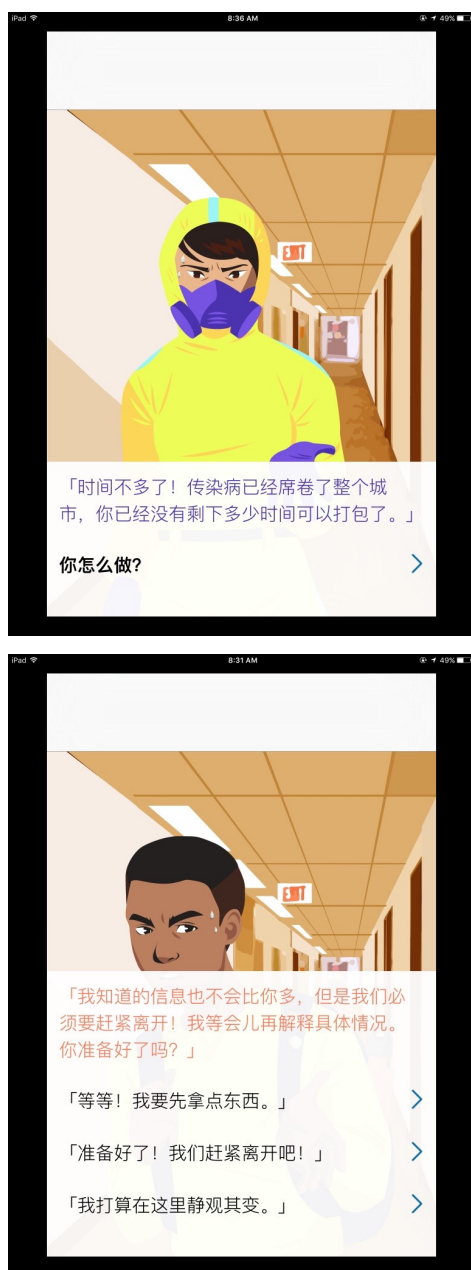 iPad 8:36 AM 49%
EXIT
「时间不多了！传染病已经席卷了整个城
市，你已经没有剩下多少时间可以打包了。」
你怎么做?
iPad 8:31 AM 49%
EXIT
「我知道的信息也不会比你多，但是我们必
须要赶紧离开！我等会儿再解释具体情况。
你准备好了吗？」
「等等！我要先拿点东西。」
「准备好了！我们赶紧离开吧！」
「我打算在这里静观其变。」